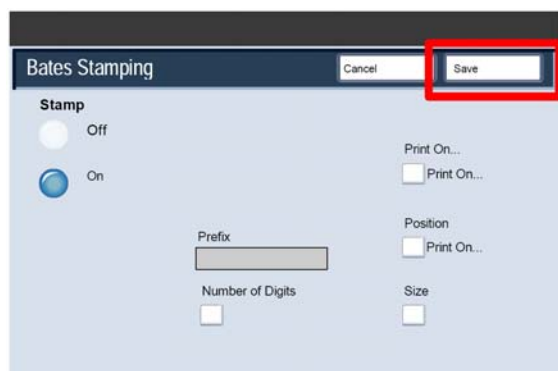 Bates Stamping
Cancel
Save
Stamp
Off
On
Print On...
Print On...
Position
Print On...
Prefix
Number of Digits
Size